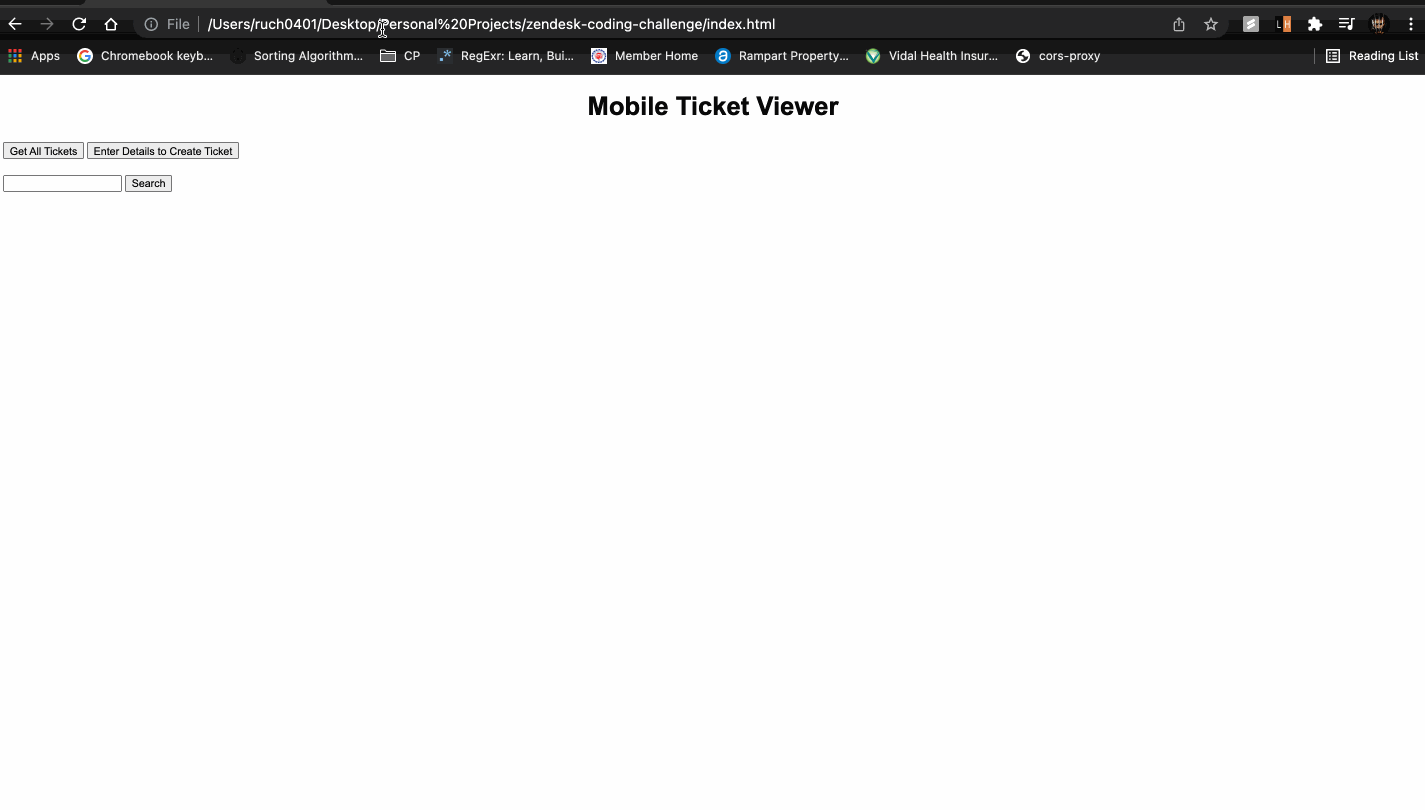 File /Users/ruch0401/Desktop/Personal%20Projects/zendesk-coding-challenge/index.html
Apps Chromebook keyb... Sorting Algorithm... CP RegExr: Learn, Bui... Member Home Rampart Property... Vidal Health Insur... cors-proxy Reading List
Mobile Ticket Viewer
Get All Tickets Enter Details to Create Ticket
Search